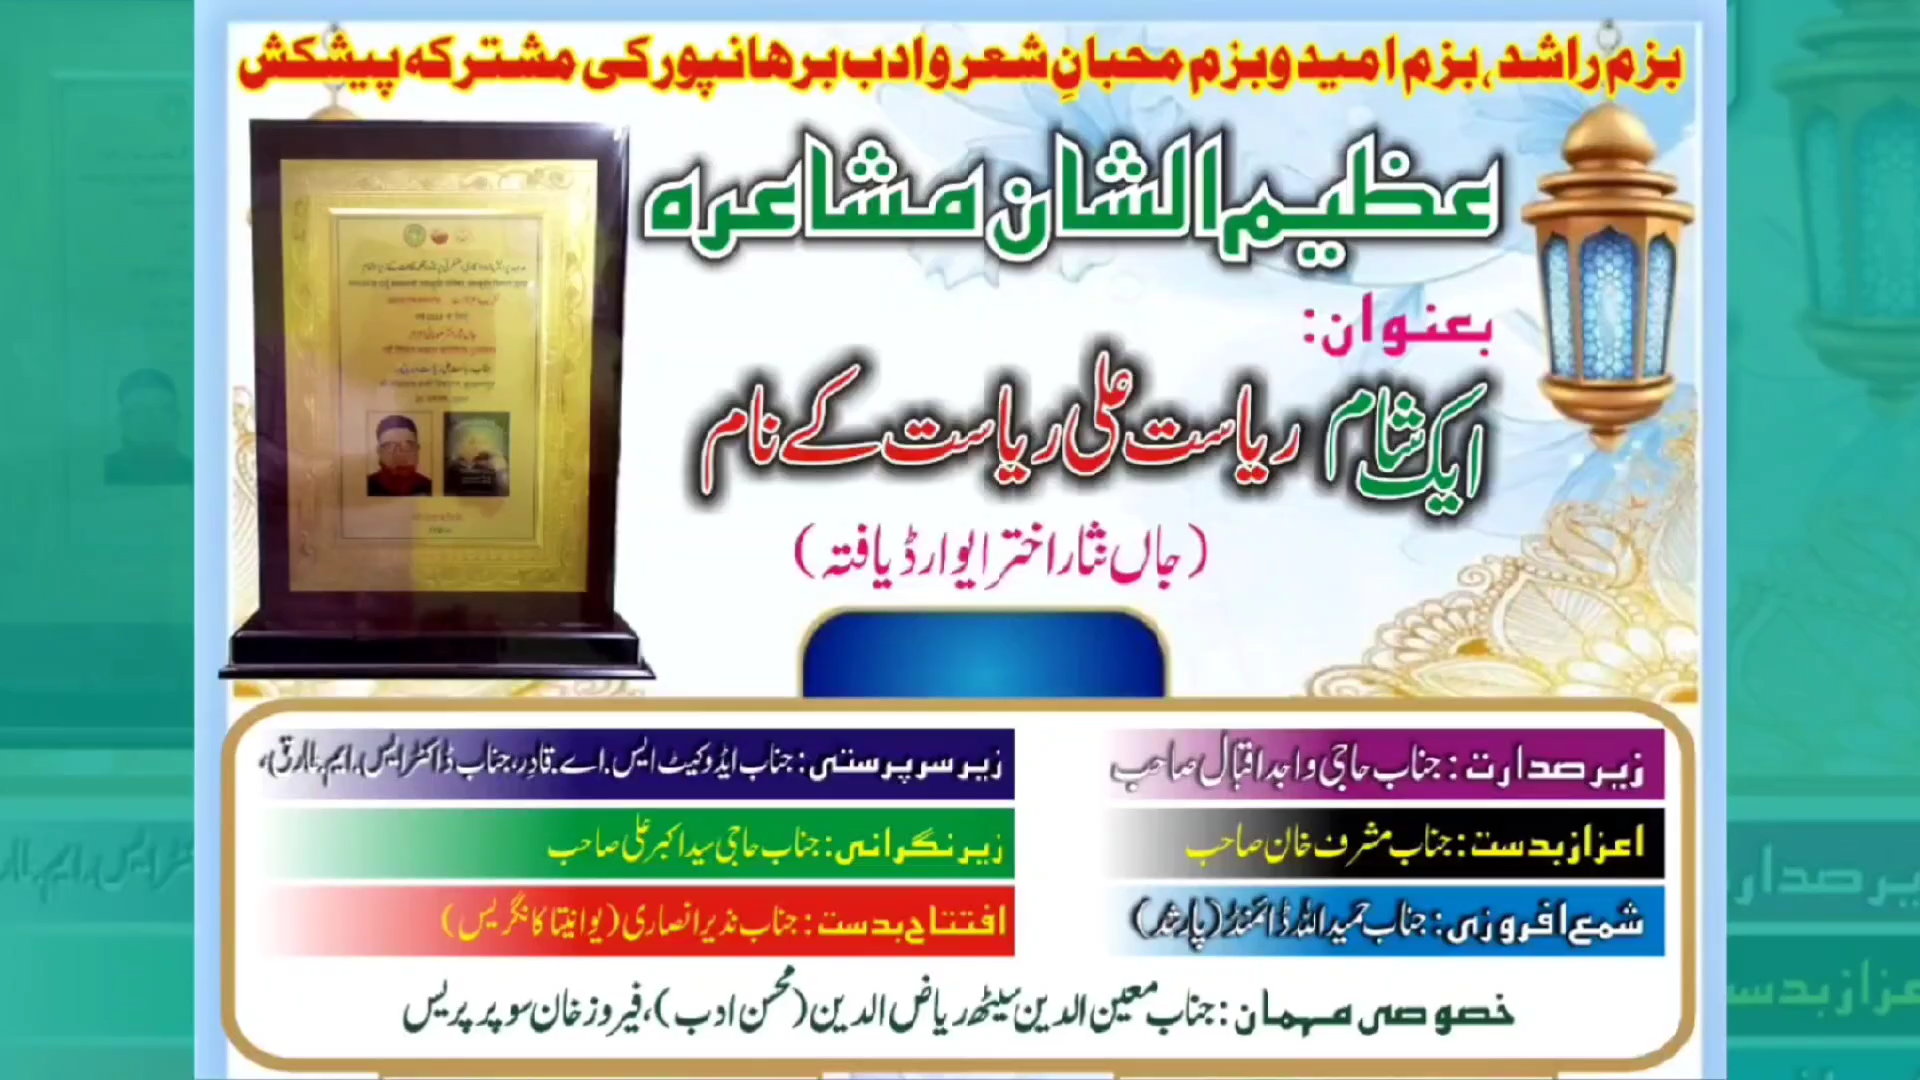 بزم راشد، بزم امید و بزم محبانِ شعر و ادب برھانپور کی مشترکہ پیشکش
عظیم الشان مشاعرہ
بعنوان:
ایک شام ریاست علی ریاست کے نام
(جاں نثار اختر ایوارڈ یافتہ)
زیر صدارت : جناب حاجی واجد اقبال صاحب
زیر سرپرستی : جناب ایڈوکیٹ ایس.اے.قادر، جناب ڈاکٹر ایس.ایم.طارق،
اعزاز بدست : جناب مشرف خان صاحب
زیر نگرانی : جناب حاجی سید اکبر علی صاحب
شمع افروزی : جناب حمید اللہ ڈائمنڈ (پارشد)
افتتاح بدست : جناب نذیر انصاری (یوا نیتا کانگریس)
خصوصی مہمان : جناب معین الدین سیٹھ ریاض الدین (محسن ادب)، فیروز خان سوپر پریس